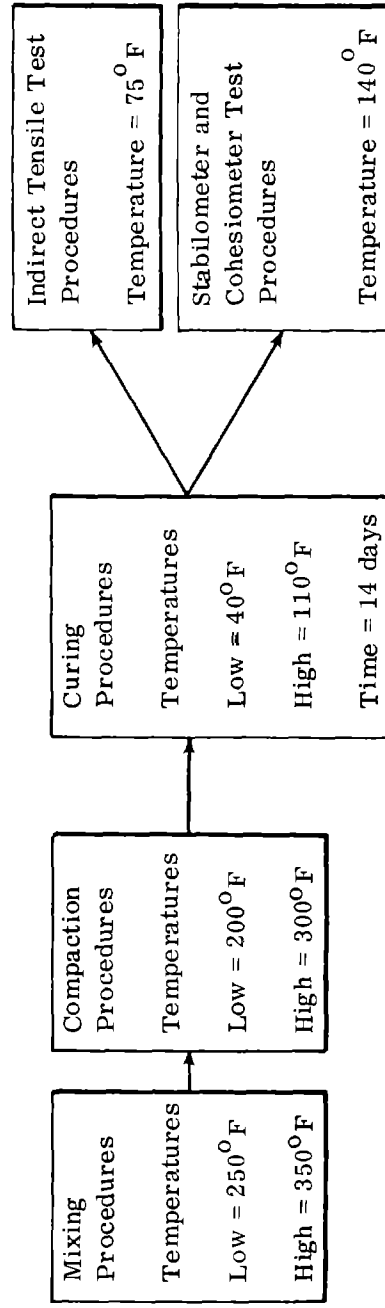 Mixing
Procedures
Temperatures
Low = 250°F
High = 350°F
Compaction
Procedures
Temperatures
Low = 200°F
High = 300°F
Curing
Procedures
Temperatures
Low = 40°F
High = 110°F
Time = 14 days
Indirect Tensile Test
Procedures
Temperature = 75°F
Stabilometer and
Cohesiometer Test
Procedures
Temperature = 140°F